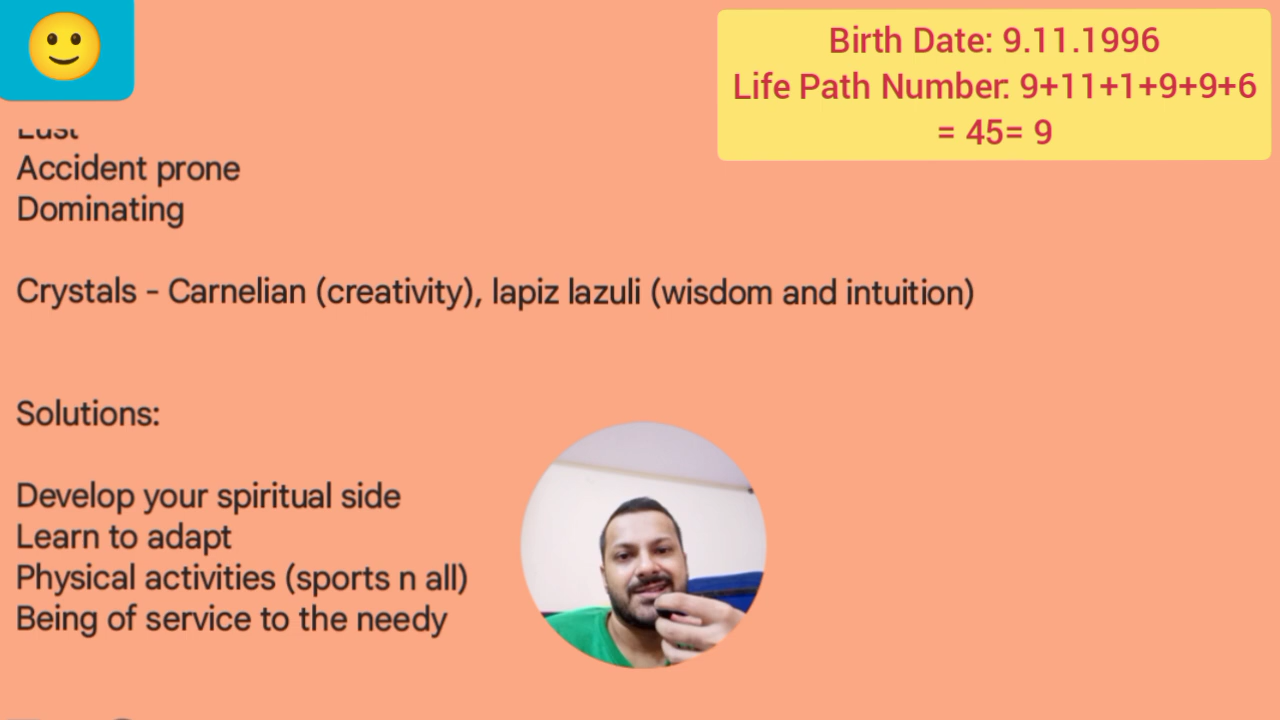 Birth Date: 9.11.1996
Life Path Number: 9+11+1+9+9+6
= 45= 9
Lust
Accident prone
Dominating
Crystals - Carnelian (creativity), lapiz lazuli (wisdom and intuition)
Solutions:
Develop your spiritual side
Learn to adapt
Physical activities (sports n all)
Being of service to the needy